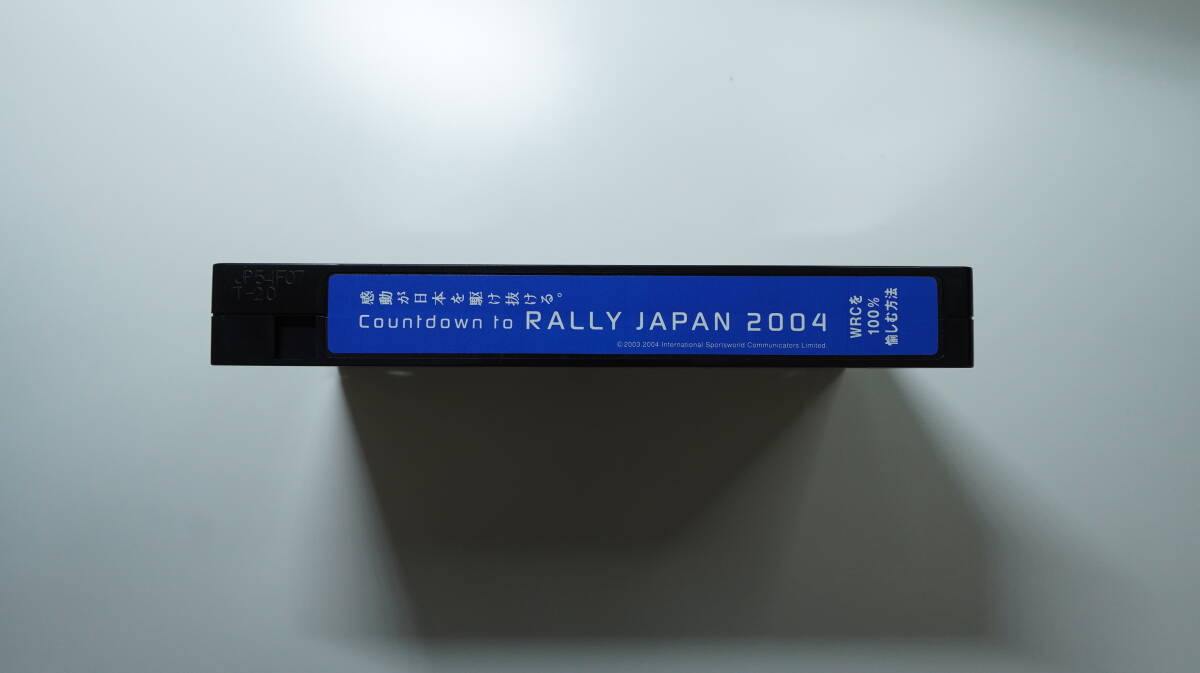 JP54F07
T-20
感動が日本を駆け抜ける。
Countdown to RALLY JAPAN 2004
©2003.2004 International Sportsworld Communicators Limited.
WRCを
100%
愉しむ方法